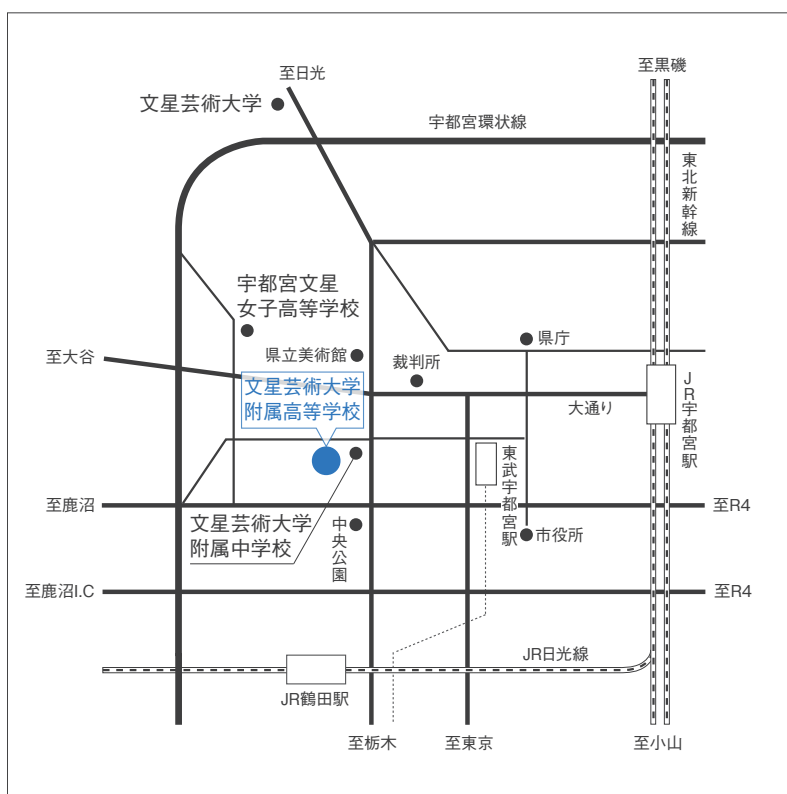 至黒磯
至日光
文星芸術大学
宇都宮環状線
東北新幹線
宇都宮文星
女子高等学校
県庁
県立美術館
裁判所
至大谷
文星芸術大学
附属高等学校
大通り
JR宇都宮駅
東武宇都宮駅
至鹿沼
至R4
文星芸術大学
附属中学校
中央公園
市役所
至鹿沼I.C
至R4
JR日光線
JR鶴田駅
至栃木
至東京
至小山